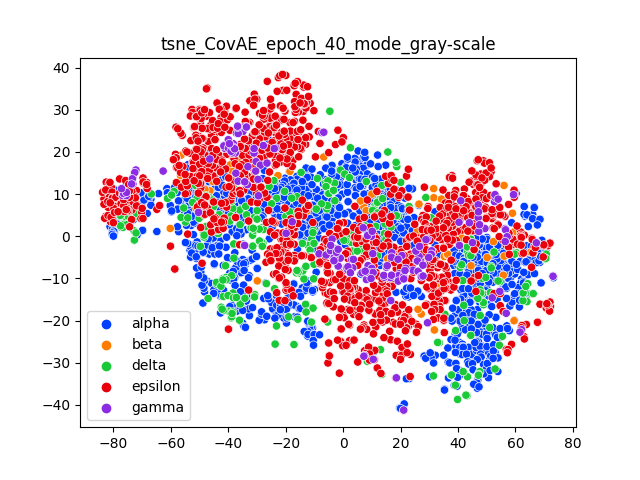 tsne_CovAE_epoch_40_mode_gray-scale
40
30
20
10
0
−10
−20
−30
−40
alpha
beta
delta
epsilon
gamma
−80 −60 −40 −20 0 20 40 60 80